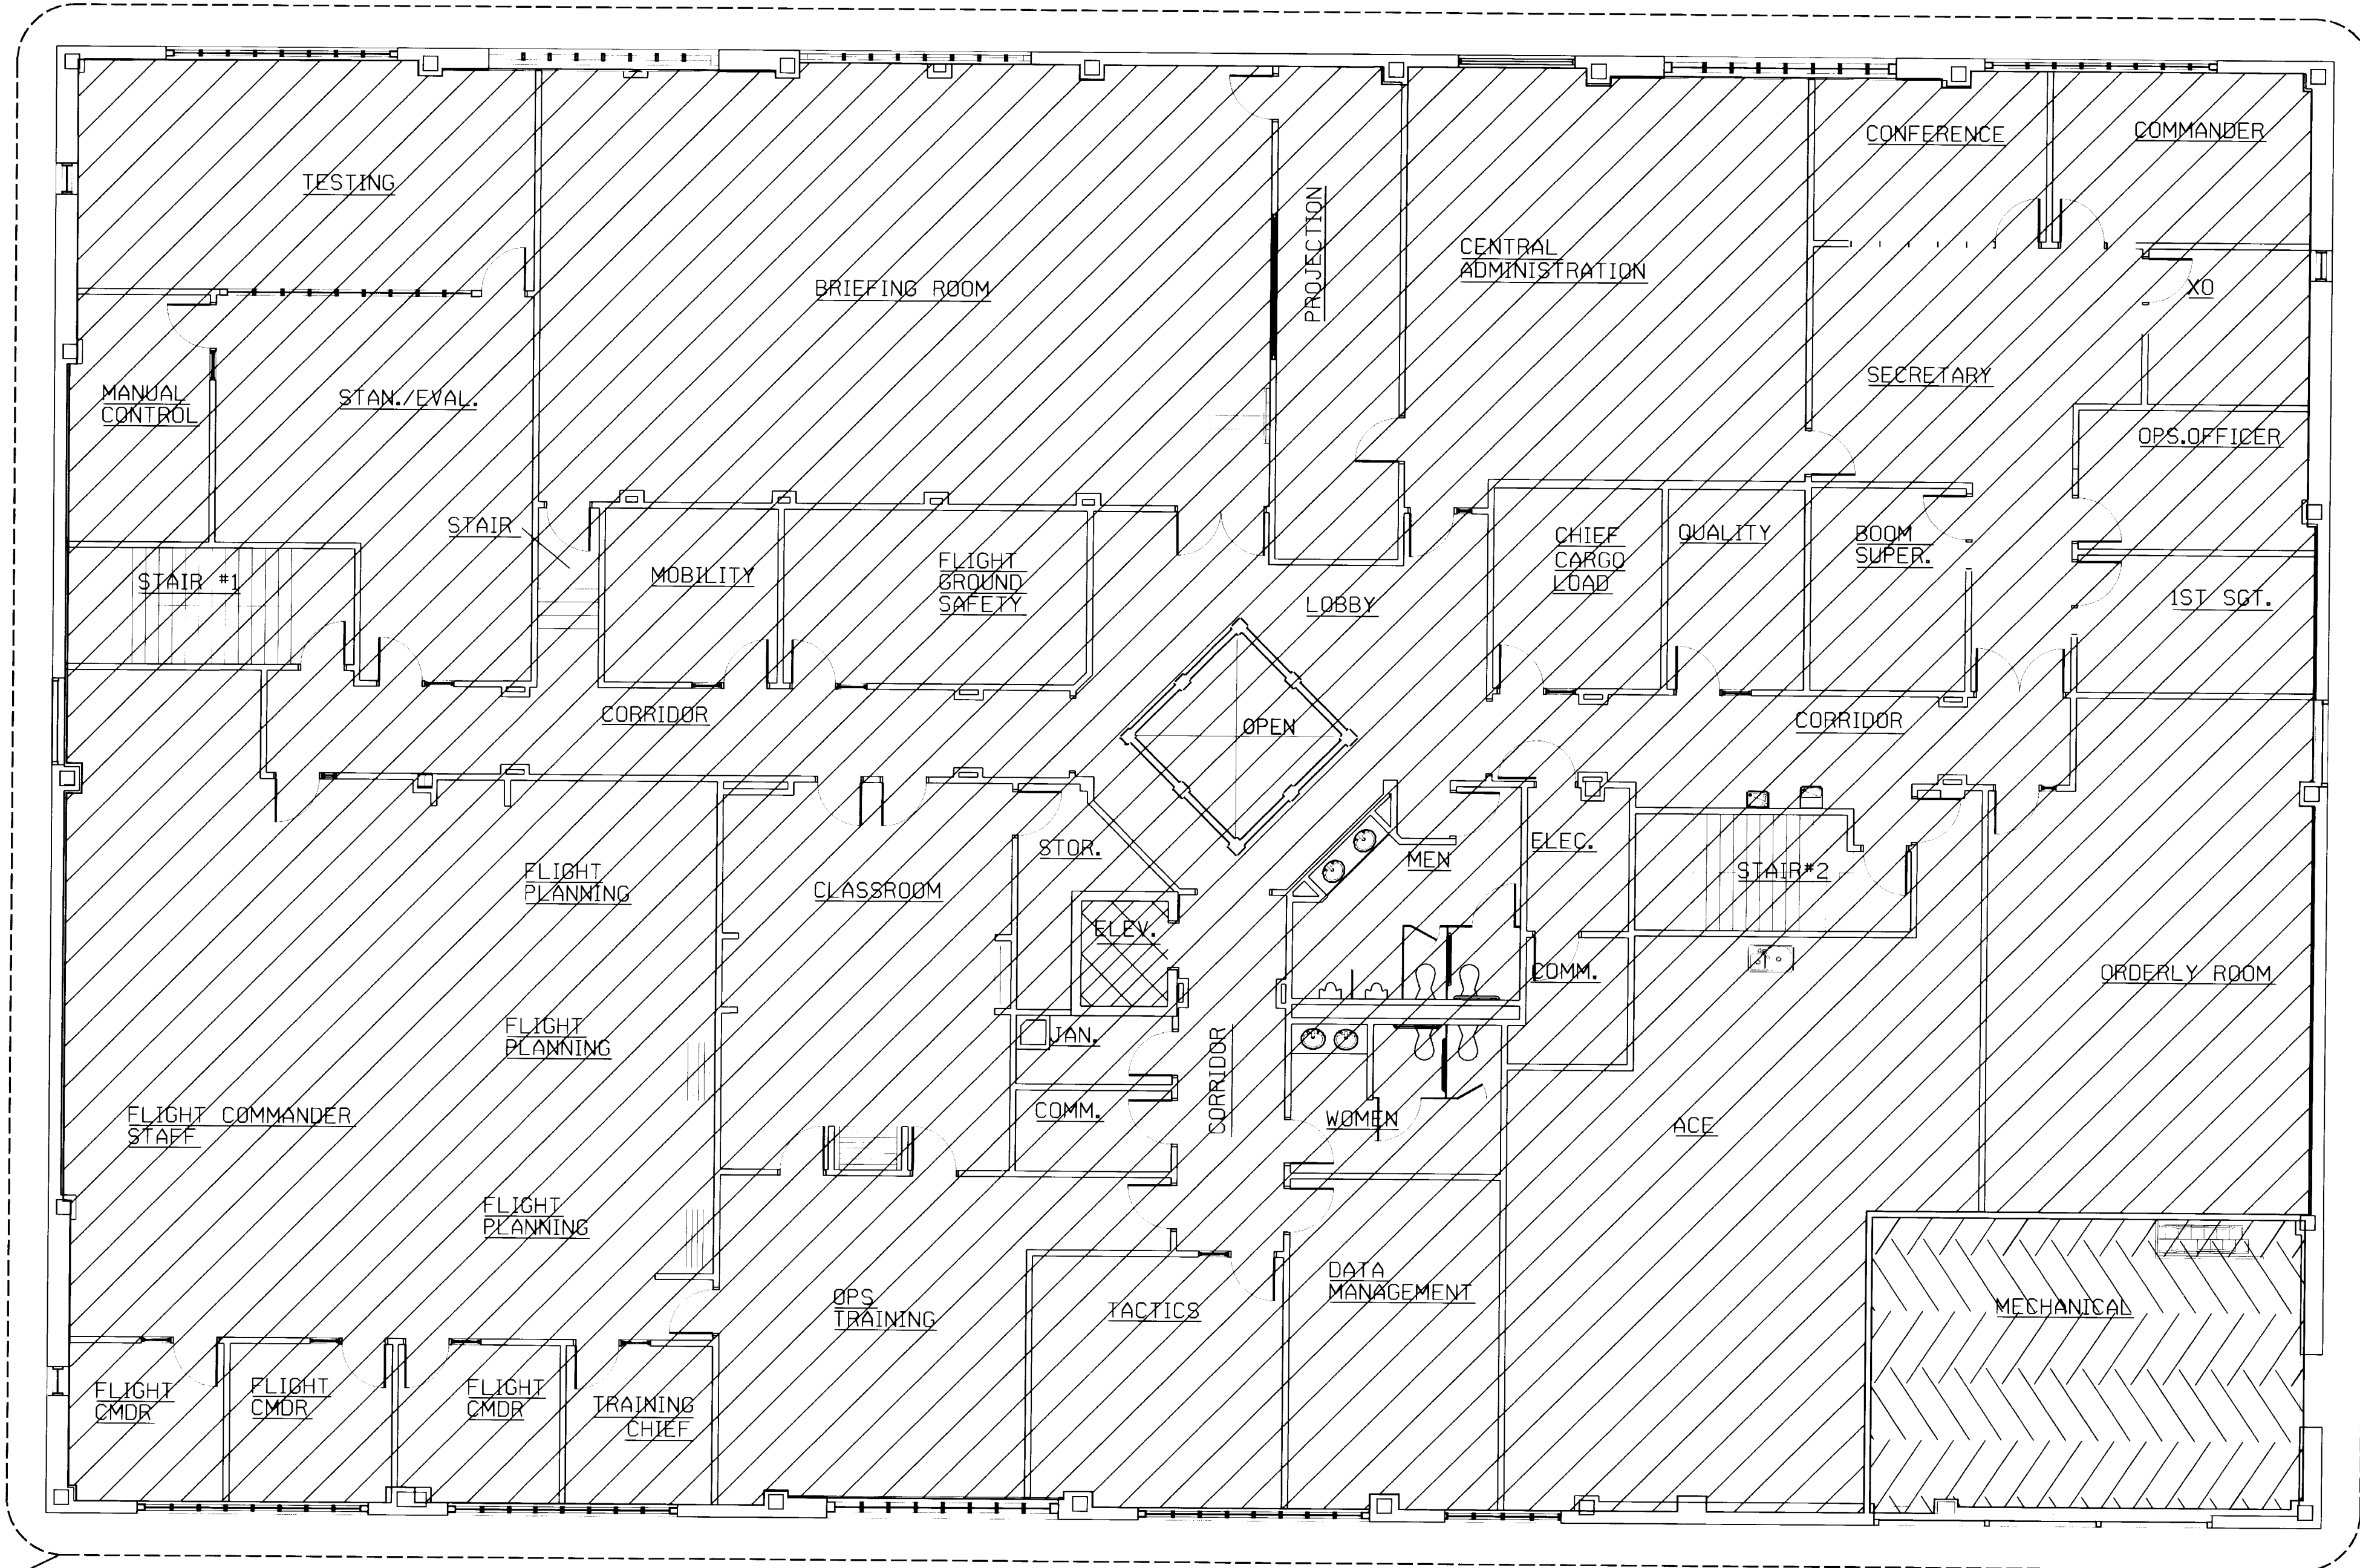 CONFERENCE
COMMANDER
TESTING
PROJECTION
CENTRAL
ADMINISTRATION
BRIEFING ROOM
XO
MANUAL
CONTROL
STAN./EVAL.
SECRETARY
OPS.OFFICER
STAIR
STAIR #1
MOBILITY
FLIGHT
GROUND
SAFETY
LOBBY
CHIEF
CARGO
LOAD
QUALITY
BOOM
SUPER.
1ST SGT.
CORRIDOR
OPEN
CORRIDOR
FLIGHT
PLANNING
CLASSROOM
STOR.
MEN
ELEC.
STAIR#2
ELEV.
COMM.
ORDERLY ROOM
FLIGHT
PLANNING
JAN.
CORRIDOR
FLIGHT COMMANDER
STAFF
COMM.
WOMEN
ACE
FLIGHT
PLANNING
OPS
TRAINING
TACTICS
DATA
MANAGEMENT
MECHANICAL
FLIGHT
CMDR
FLIGHT
CMDR
FLIGHT
CMDR
TRAINING
CHIEF